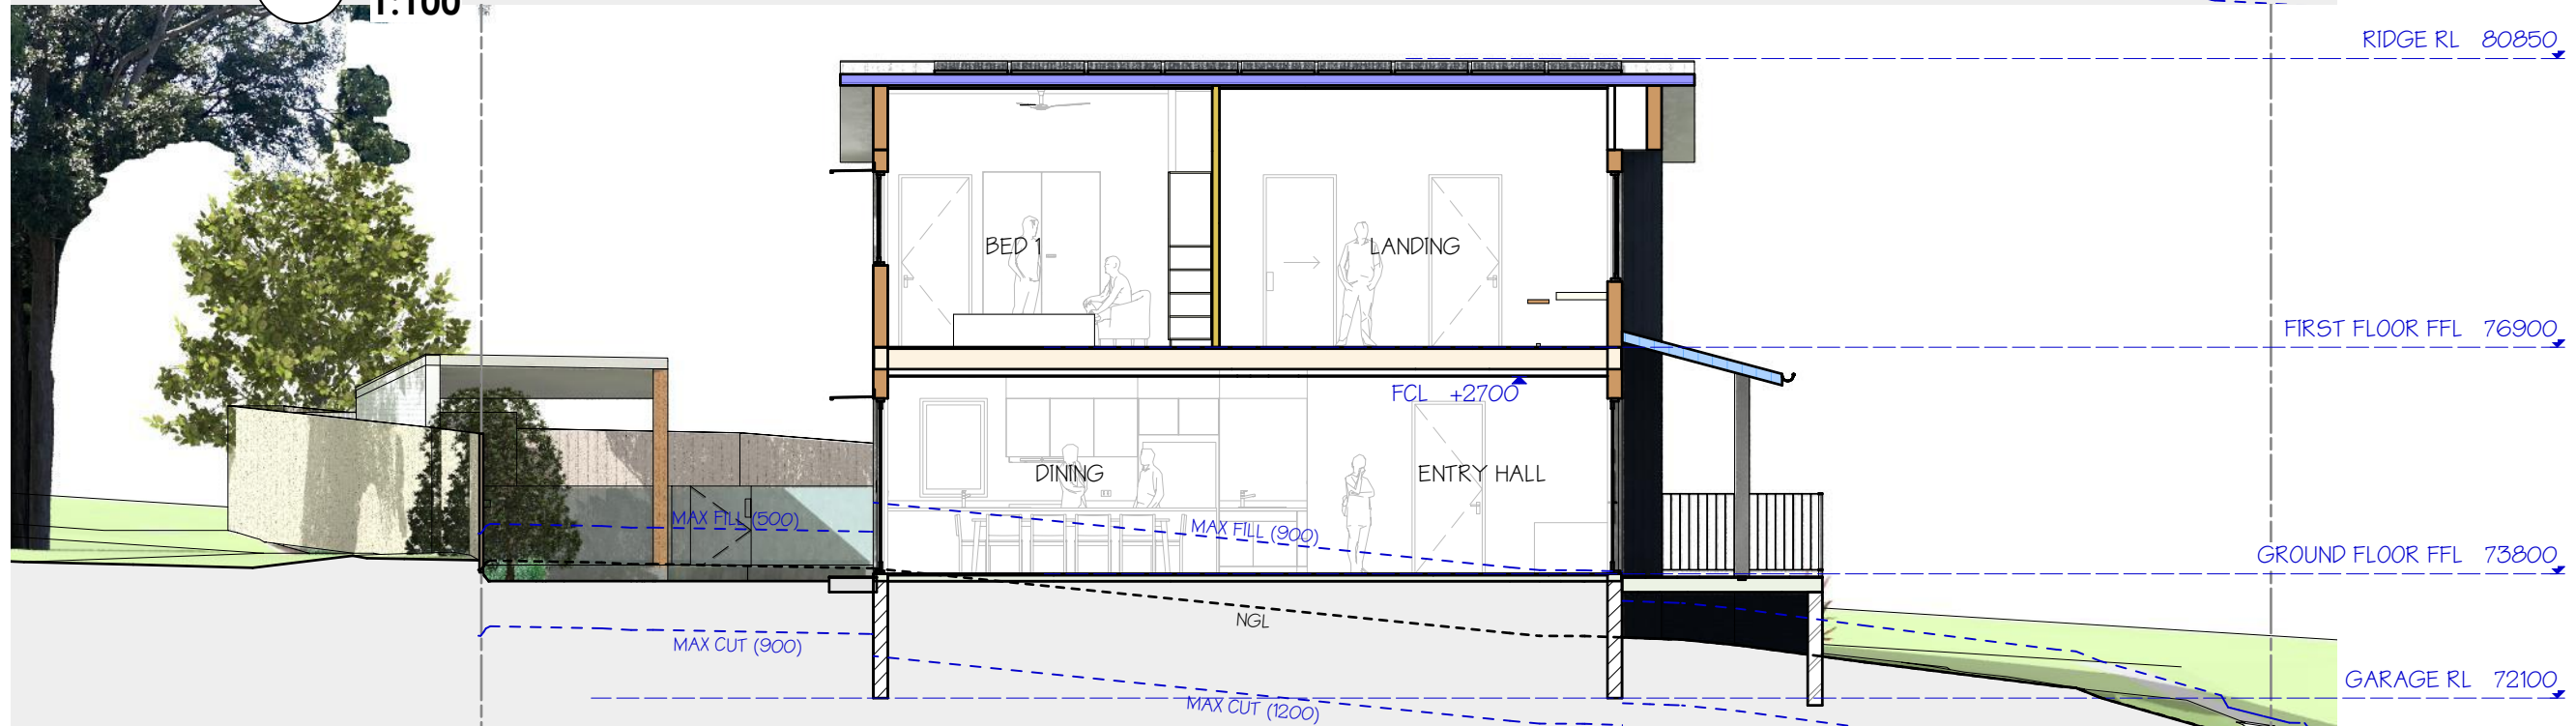 1:100
RIDGE RL 80850
BED 1
LANDING
FIRST FLOOR FFL 76900
FCL +2700
DINING
ENTRY HALL
MAX FILL (500)
MAX FILL (900)
GROUND FLOOR FFL 73800
NGL
MAX CUT (900)
GARAGE RL 72100
MAX CUT (1200)